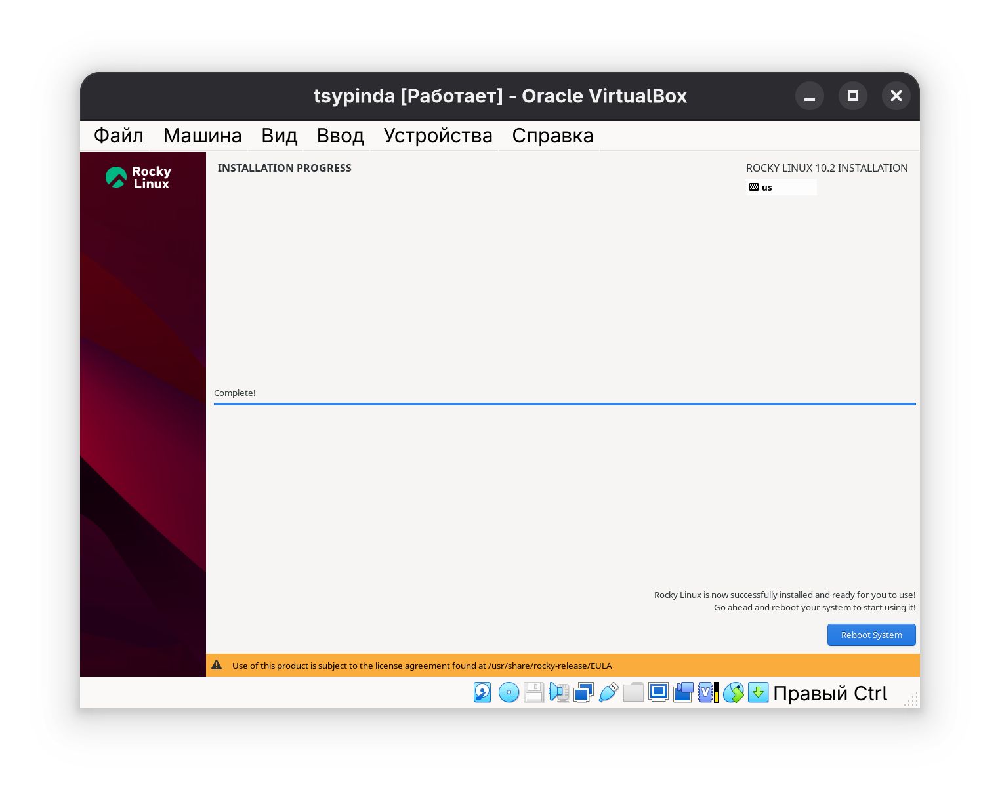 tsypinda [Работает] - Oracle VirtualBox
Файл Машина Вид Ввод Устройства Справка
Rocky
Linux
INSTALLATION PROGRESS
ROCKY LINUX 10.2 INSTALLATION
us
Complete!
Rocky Linux is now successfully installed and ready for you to use!
Go ahead and reboot your system to start using it!
Reboot System
Use of this product is subject to the license agreement found at /usr/share/rocky-release/EULA
V
Правый Ctrl